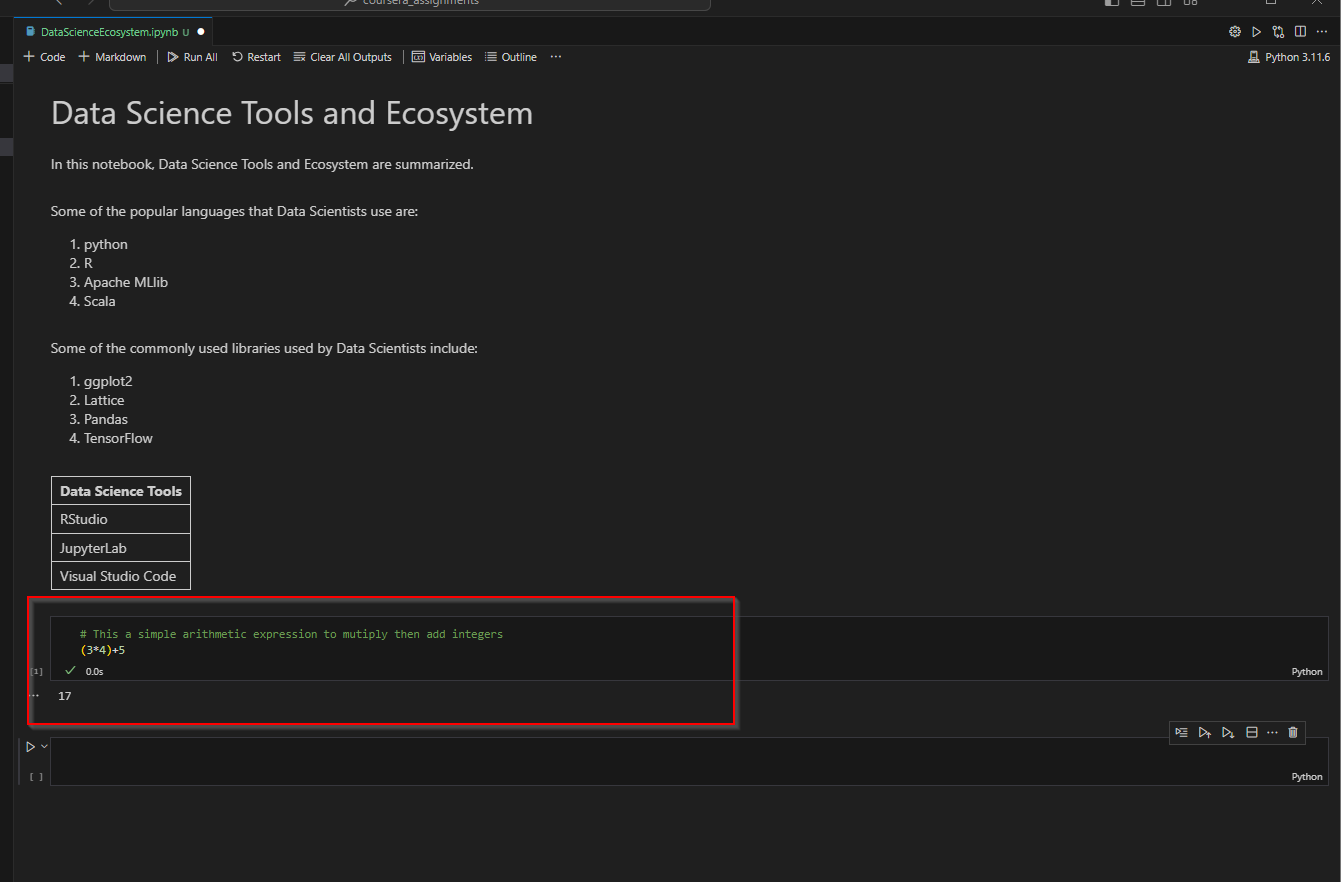 coursera_assignments
DataScienceEcosystem.ipynb U
Code Markdown Run All Restart Clear All Outputs Variables Outline ... Python 3.11.6
Data Science Tools and Ecosystem
In this notebook, Data Science Tools and Ecosystem are summarized.
Some of the popular languages that Data Scientists use are:
1. python
2. R
3. Apache MLlib
4. Scala
Some of the commonly used libraries used by Data Scientists include:
1. ggplot2
2. Lattice
3. Pandas
4. TensorFlow
Data Science Tools
RStudio
JupyterLab
Visual Studio Code
# This a simple arithmetic expression to mutiply then add integers
(3*4)+5
[1] 0.0s Python
17
[ ] Python